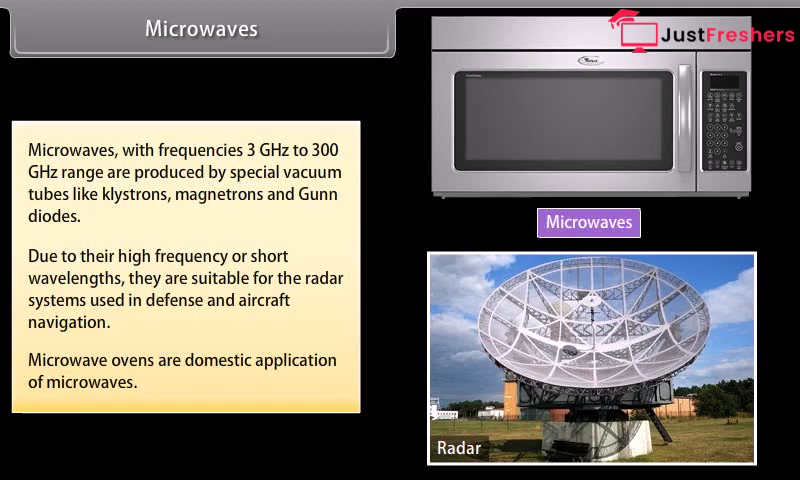 Microwaves
JustFreshers
Microwaves, with frequencies 3 GHz to 300
GHz range are produced by special vacuum
tubes like klystrons, magnetrons and Gunn
diodes.
Due to their high frequency or short
wavelengths, they are suitable for the radar
systems used in defense and aircraft
navigation.
Microwave ovens are domestic application
of microwaves.
Microwaves
Radar